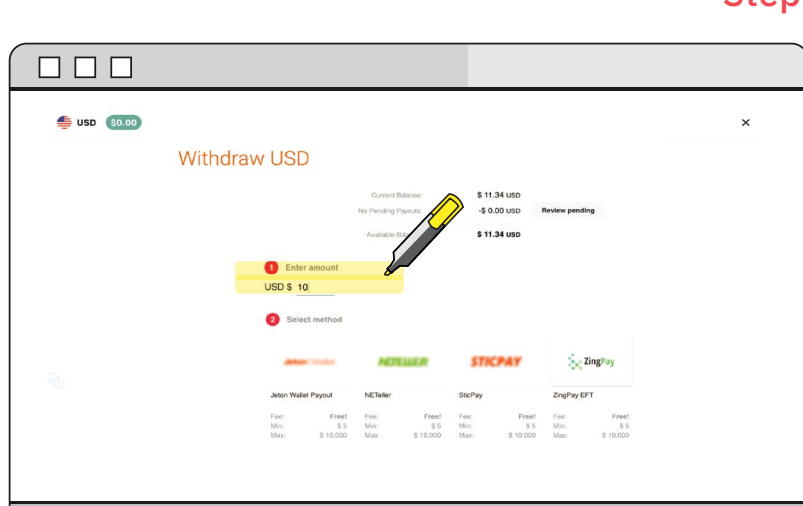 Step
USD $0.00 ×
Withdraw USD
Current Balance: $ 11.34 USD
No Pending Payouts: -$ 0.00 USD Review pending
Available $ 11.34 USD
1 Enter amount
USD $ 10
2 Select method
Jeton Wallet NETELLER STICPAY ZingPay
Jeton Wallet Payout NETeller SticPay ZingPay EFT
Fee: Free! Fee: Free! Fee: Free! Fee: Free!
Min: $ 5 Min: $ 5 Min: $ 5 Min: $ 5
Max: $ 10,000 Max: $ 10,000 Max: $ 10,000 Max: $ 10,000